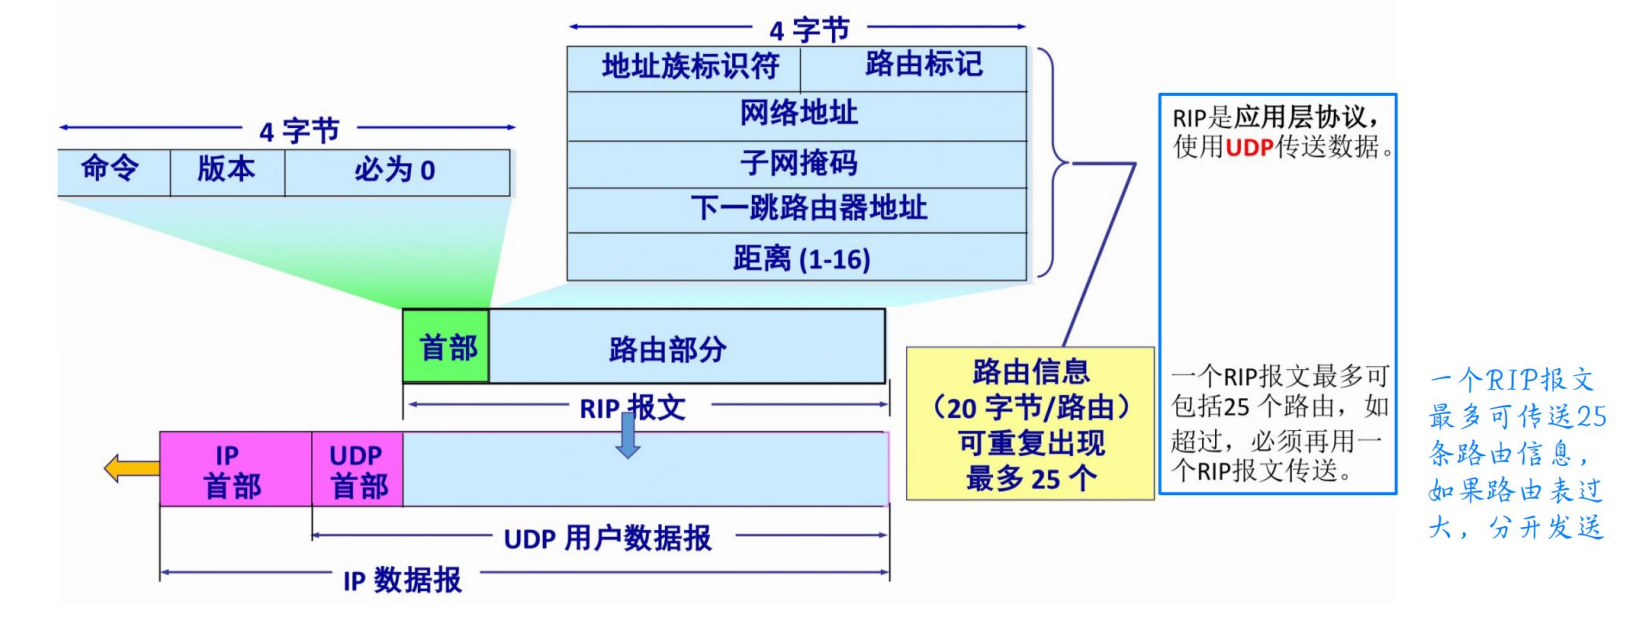 4 字节
地址族标识符 路由标记
网络地址
子网掩码
下一跳路由器地址
距离 (1-16)
4 字节
命令 版本 必为 0
首部 路由部分
RIP 报文
IP
首部
UDP
首部
UDP 用户数据报
IP 数据报
路由信息
（20 字节/路由）
可重复出现
最多 25 个
RIP是应用层协议，
使用UDP传送数据。
一个RIP报文最多可
包括25 个路由，如
超过，必须再用一
个RIP报文传送。
一个RIP报文
最多可传送25
条路由信息，
如果路由表过
大，分开发送